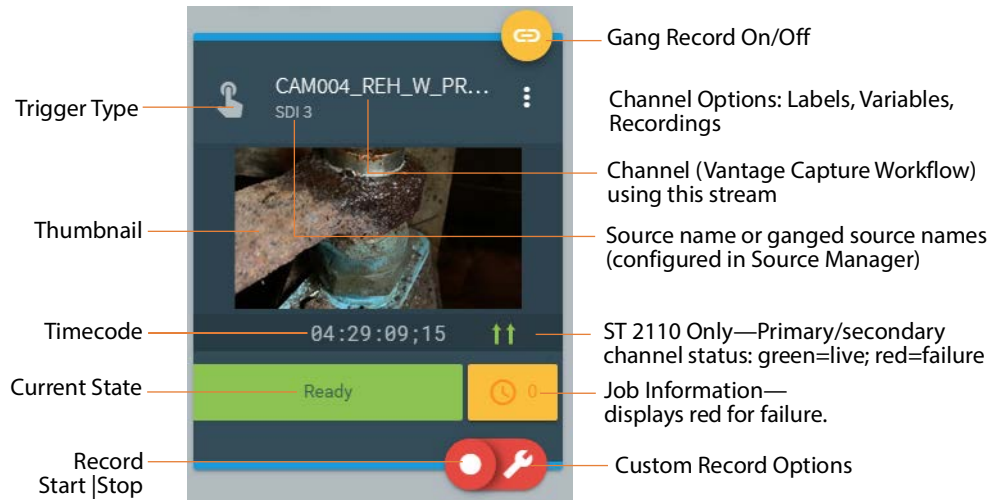 Gang Record On/Off
CAM004_REH_W_PR...
SDI 3
Trigger Type
Channel Options: Labels, Variables,
Recordings
Channel (Vantage Capture Workflow)
using this stream
Thumbnail
Source name or ganged source names
(configured in Source Manager)
Timecode
04:29:09;15
ST 2110 Only—Primary/secondary
channel status: green=live; red=failure
Current State
Ready
0
Job Information—
displays red for failure.
Record
Start |Stop
Custom Record Options